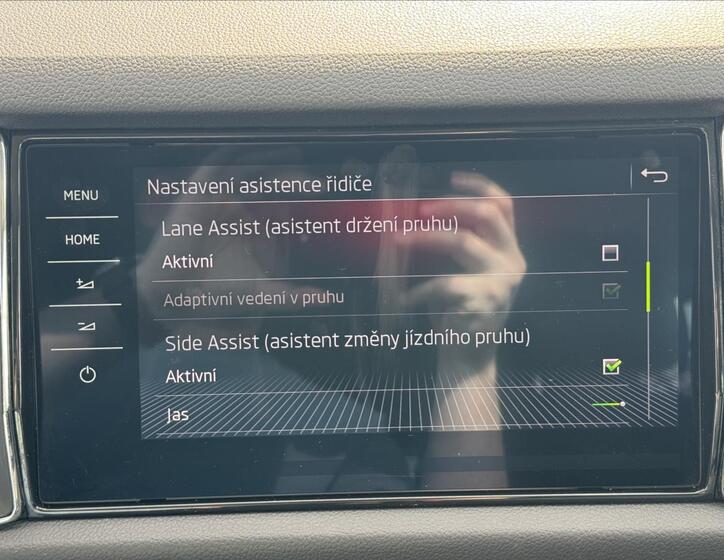 MENU
Nastavení asistence řidiče
HOME
Lane Assist (asistent držení pruhu)
Aktivní
Adaptivní vedení v pruhu
Side Assist (asistent změny jízdního pruhu)
Aktivní
Jas